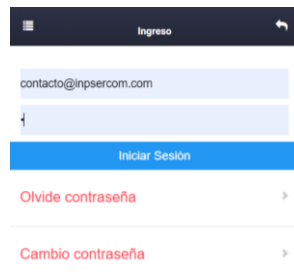 Ingreso
contacto@inpsercom.com
Iniciar Sesión
Olvide contraseña
Cambio contraseña